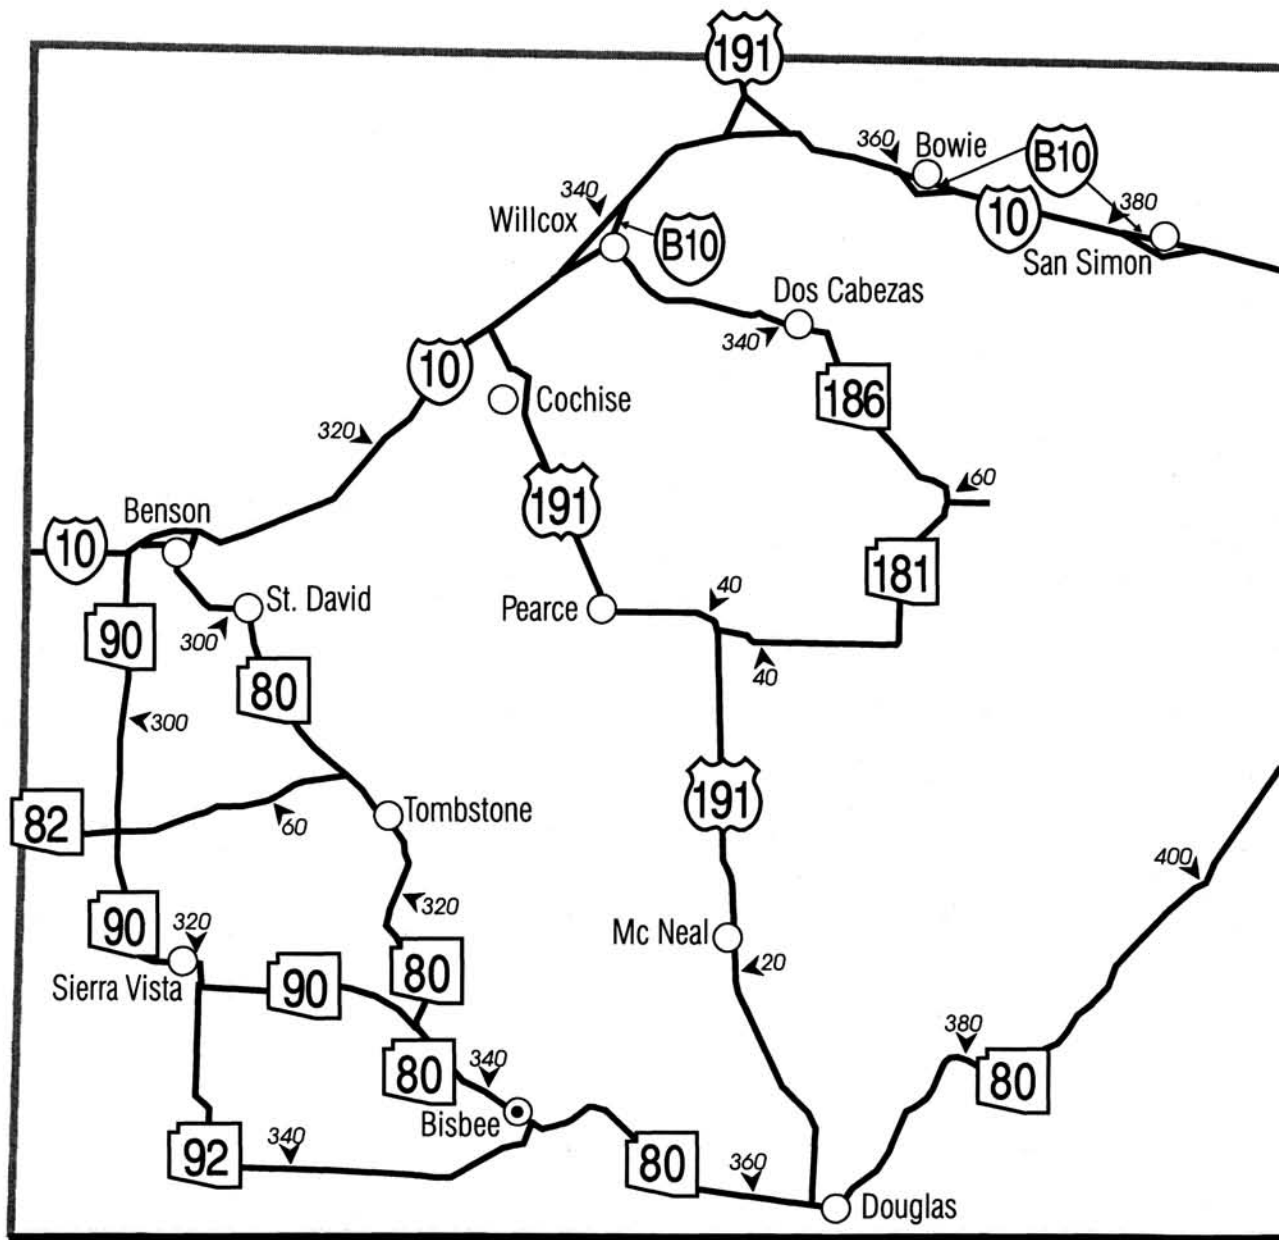 191
360
Bowie
B10
340
380
Willcox
10
B10
San Simon
Dos Cabezas
340
10
186
Cochise
320
60
191
Benson
10
181
St. David
40
Pearce
90
300
40
80
300
191
82
60
Tombstone
400
320
90
320
Mc Neal
20
80
Sierra Vista
90
380
80
340
80
Bisbee
92
340
80
360
Douglas